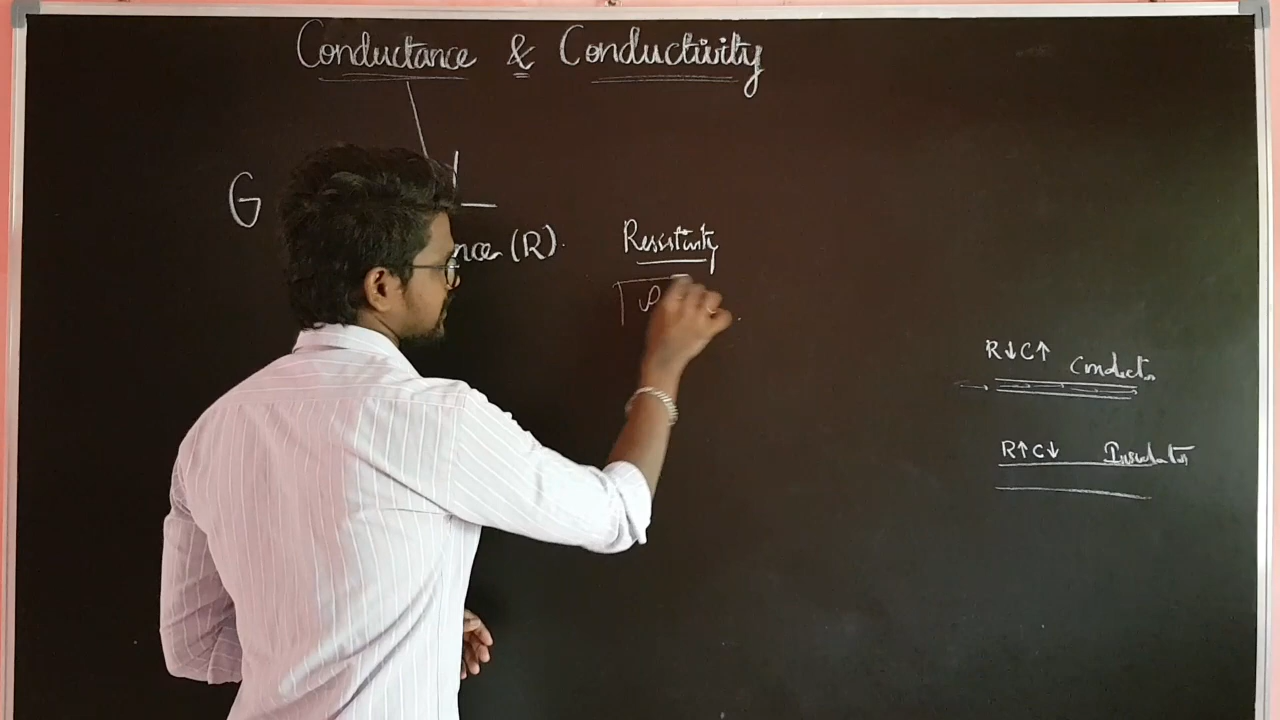 Conductance & Conductivity
G
nce (R).
Resistivity
ρ
R↓C↑ Conductor
R↑C↓ Insulator